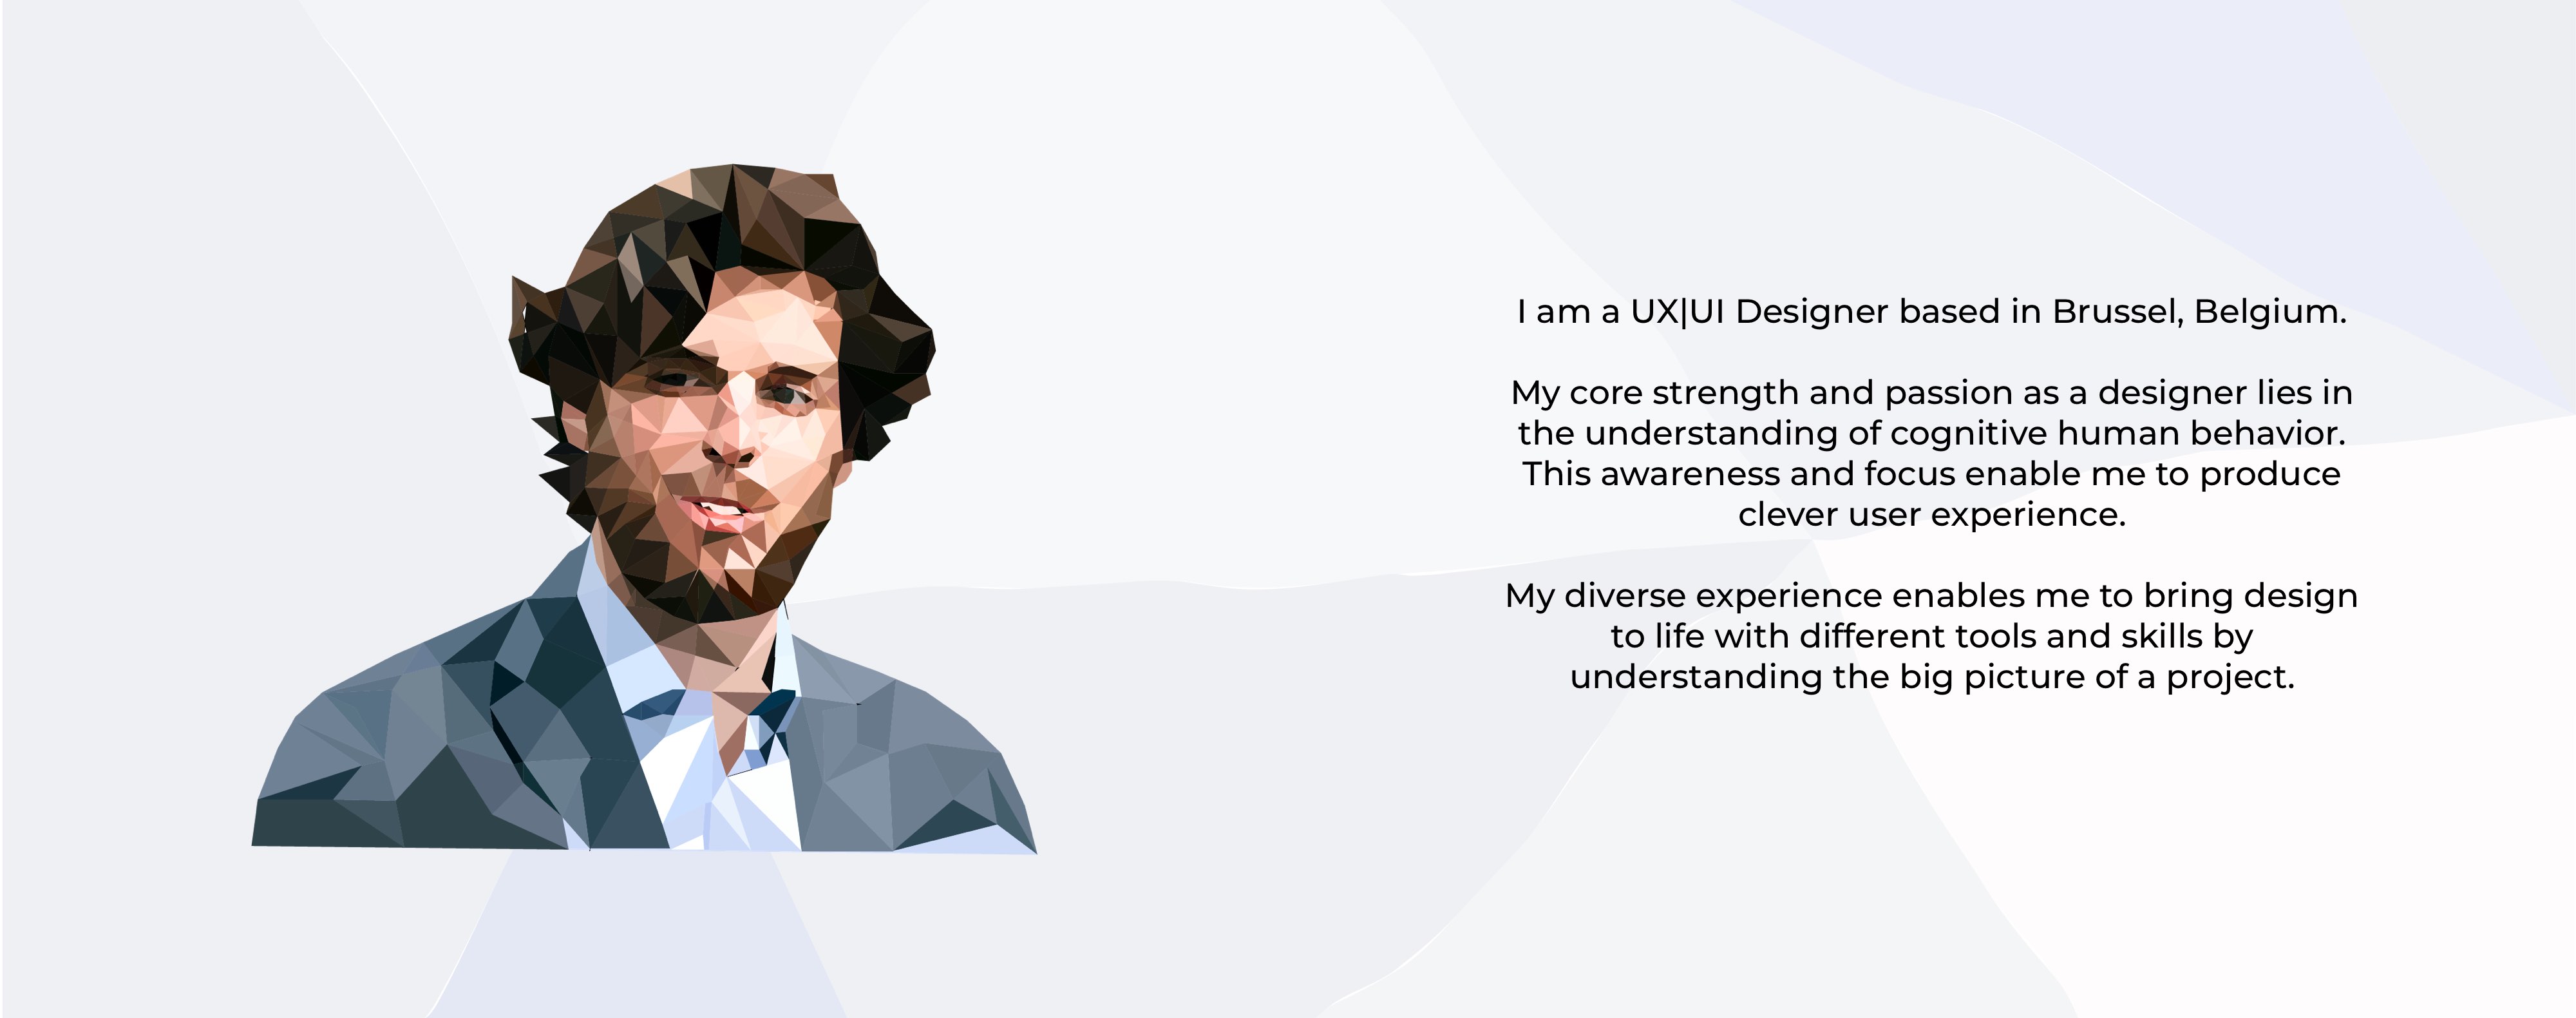 I am a UX|UI Designer based in Brussel, Belgium.
My core strength and passion as a designer lies in
the understanding of cognitive human behavior.
This awareness and focus enable me to produce
clever user experience.
My diverse experience enables me to bring design
to life with different tools and skills by
understanding the big picture of a project.